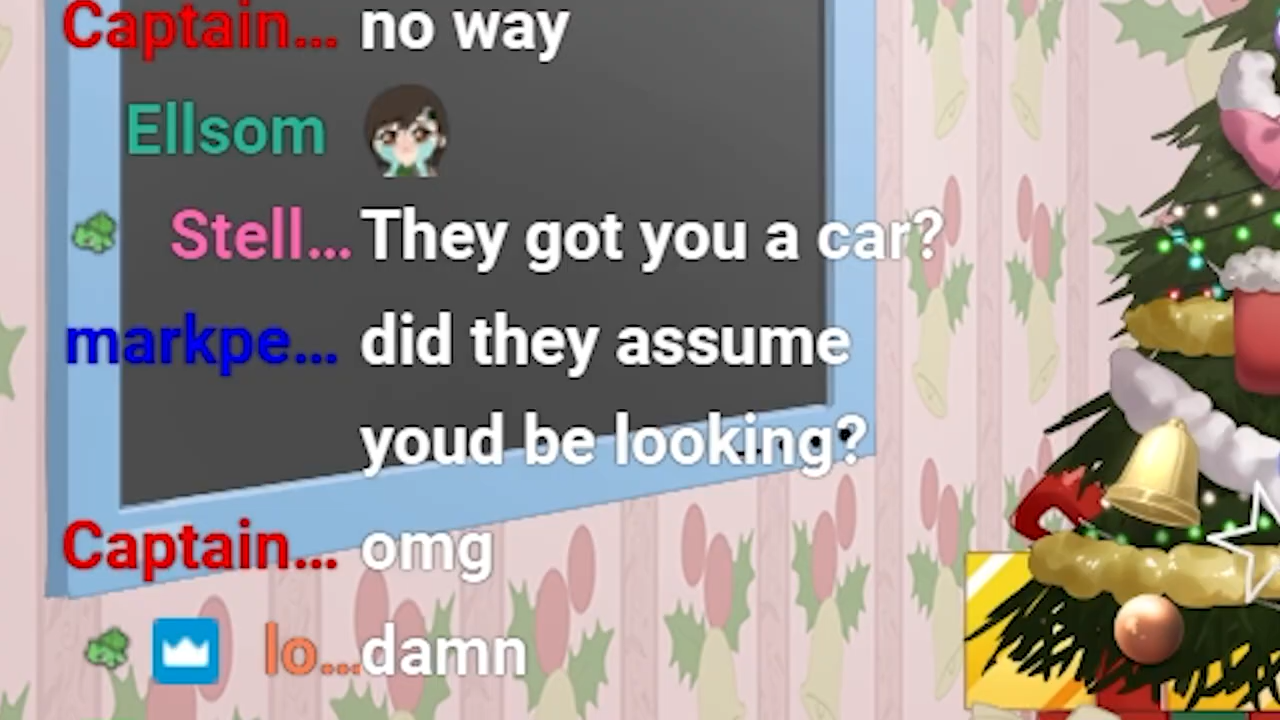 Captain... no way
Ellsom
Stell... They got you a car?
markpe... did they assume
youd be looking?
Captain... omg
lo... damn